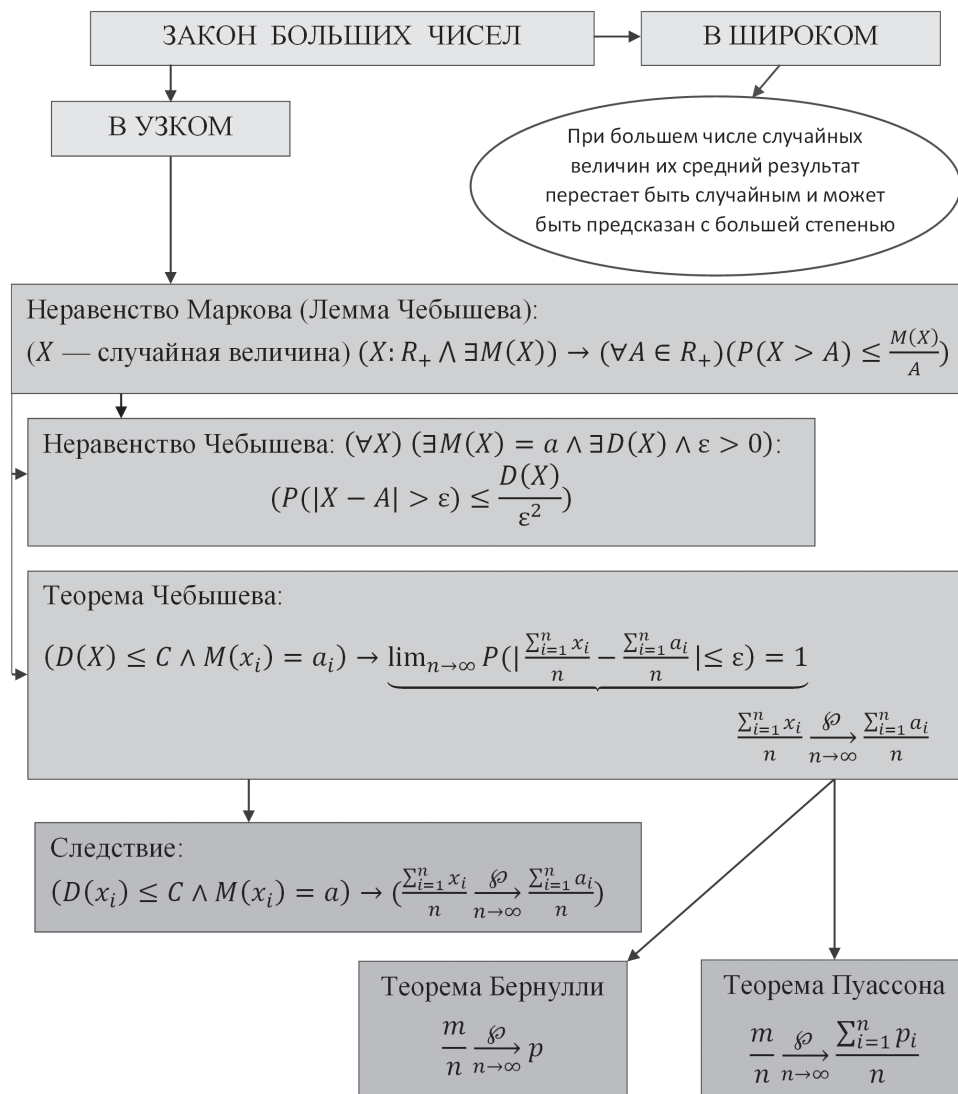 ЗАКОН БОЛЬШИХ ЧИСЕЛ
В ШИРОКОМ
В УЗКОМ
При большем числе случайных
величин их средний результат
перестает быть случайным и может
быть предсказан с большей степенью
Неравенство Маркова (Лемма Чебышева):
(X — случайная величина) (X: R₊ ⋀ ∃M(X)) → (∀A ∈ R₊)(P(X > A) ≤ M(X)/A)
Неравенство Чебышева: (∀X) (∃M(X) = a ∧ ∃D(X) ∧ ε > 0):
(P(|X − A| > ε) ≤ D(X)/ε²)
Теорема Чебышева:
(D(X) ≤ C ∧ M(xᵢ) = aᵢ) → lim_{n→∞} P(|∑ⁿᵢ₌₁ xᵢ/n − ∑ⁿᵢ₌₁ aᵢ/n| ≤ ε) = 1
∑ⁿᵢ₌₁ xᵢ/n ℘→ n→∞ ∑ⁿᵢ₌₁ aᵢ/n
Следствие:
(D(xᵢ) ≤ C ∧ M(xᵢ) = a) → (∑ⁿᵢ₌₁ xᵢ/n ℘→ n→∞ ∑ⁿᵢ₌₁ aᵢ/n)
Теорема Бернулли
m/n ℘→ n→∞ p
Теорема Пуассона
m/n ℘→ n→∞ ∑ⁿᵢ₌₁ pᵢ/n